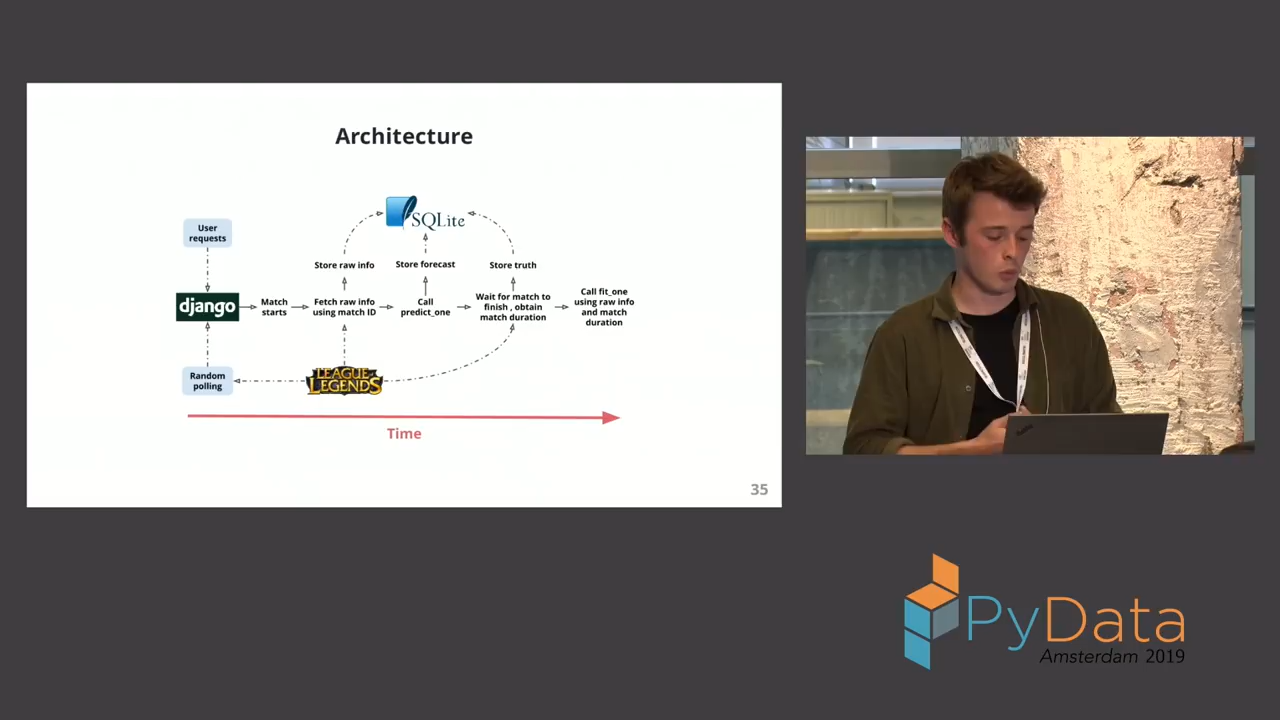 Architecture
SQLite
User
requests
Store raw info
Store forecast
Store truth
django
Match
starts
Fetch raw info
using match ID
Call
predict_one
Wait for match to
finish , obtain
match duration
Call fit_one
using raw info
and match
duration
Random
polling
LEAGUE OF
LEGENDS
Time
35
PyData
Amsterdam 2019